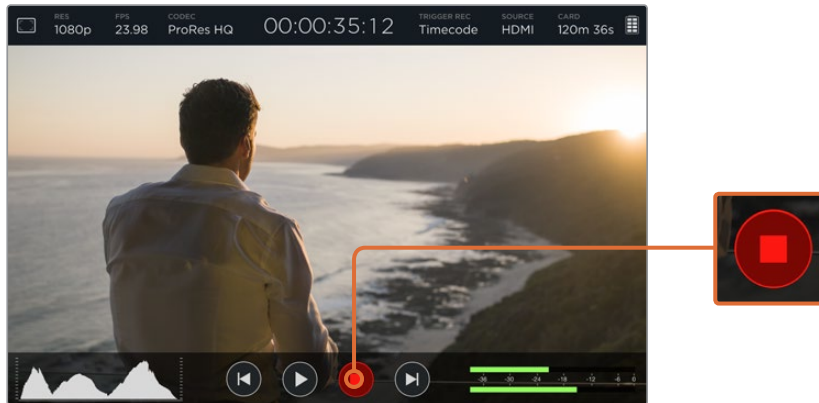 RES FPS CODEC 00:00:35:12 TRIGGER REC SOURCE CARD
1080p 23.98 ProRes HQ Timecode HDMI 120m 36s
-36 -30 -24 -18 -12 -6 0